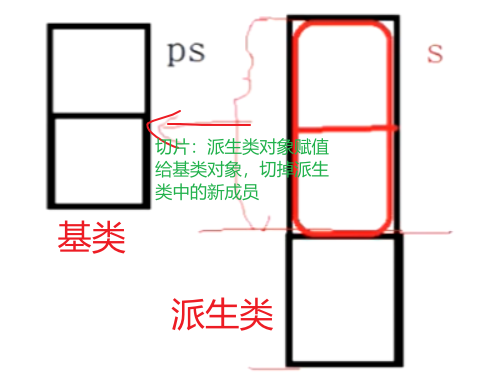 ps
s
切片：派生类对象赋值
给基类对象，切掉派生
类中的新成员
基类
派生类